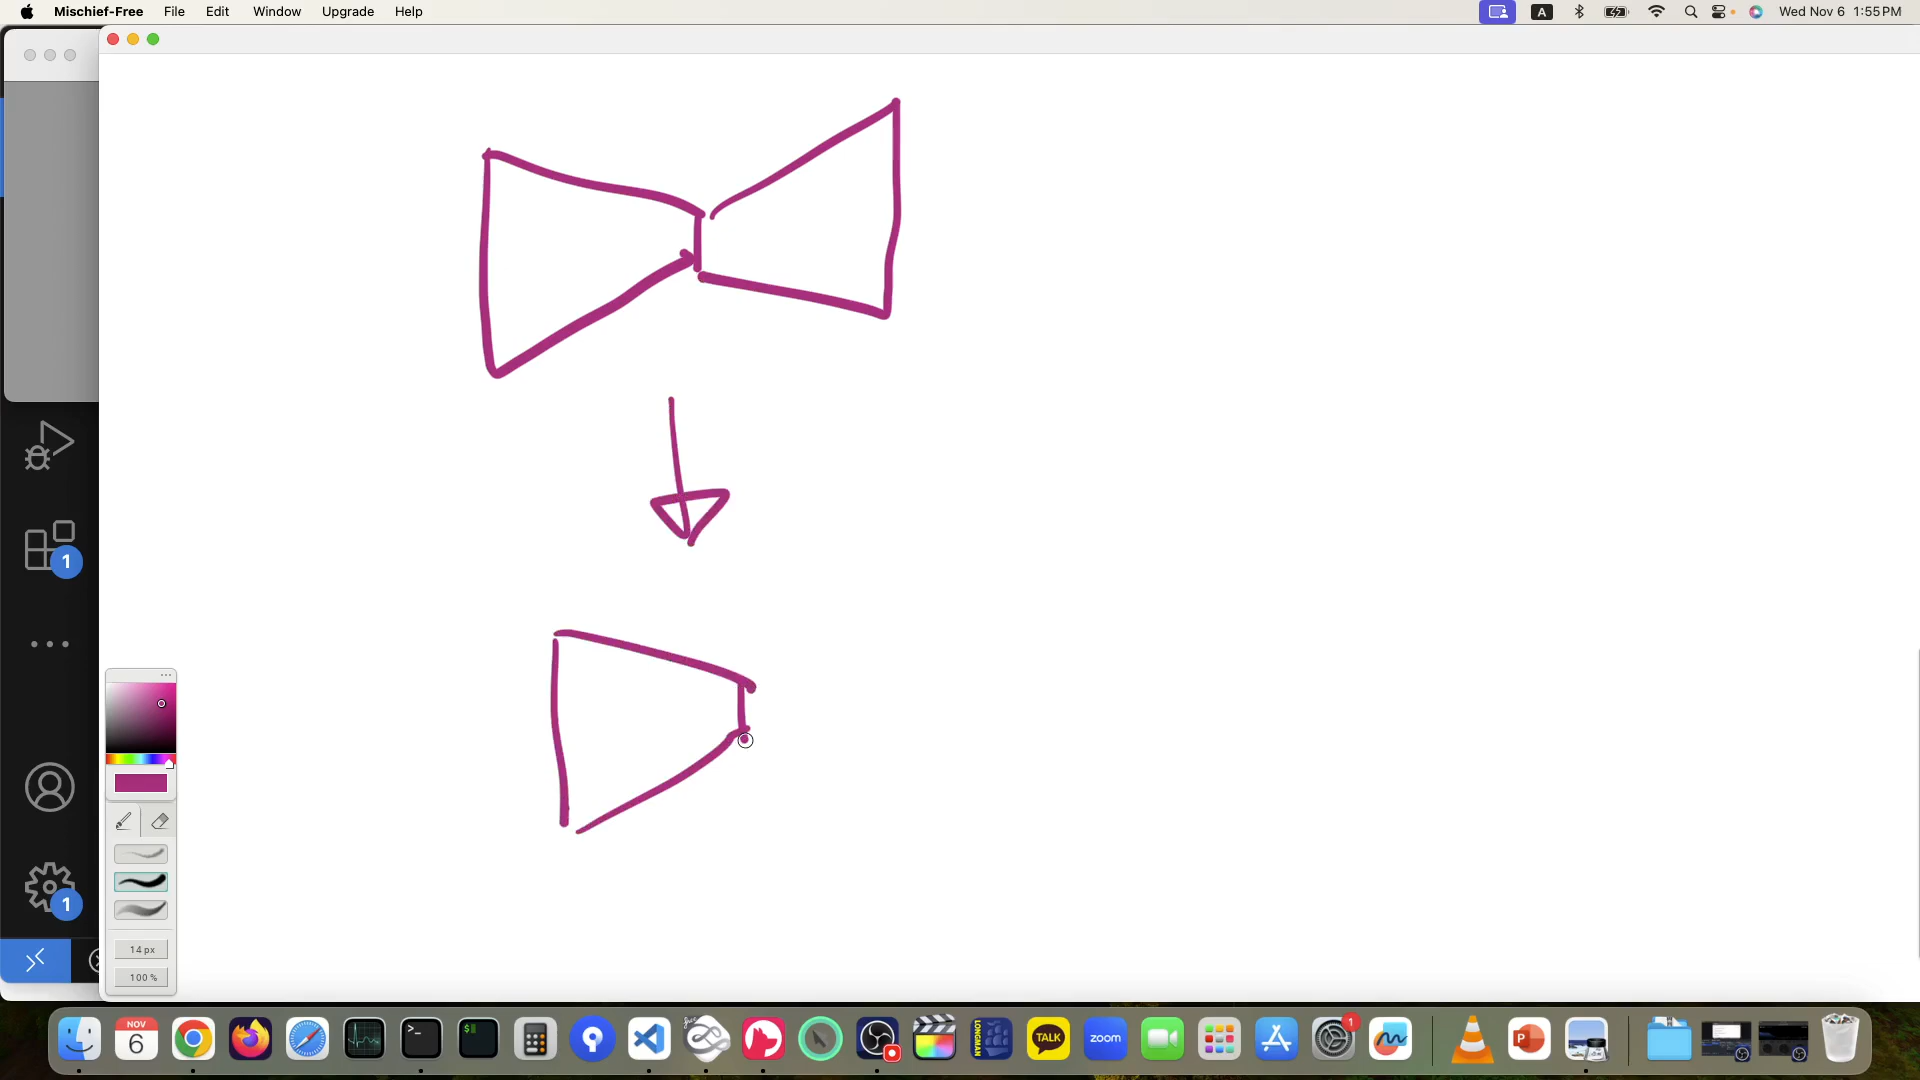 Mischief-Free File Edit Window Upgrade Help
A
Wed Nov 6 1:55 PM
1
1
14 px
100 %
NOV
6
>_
$
LONGMAN
TALK
zoom
1
P